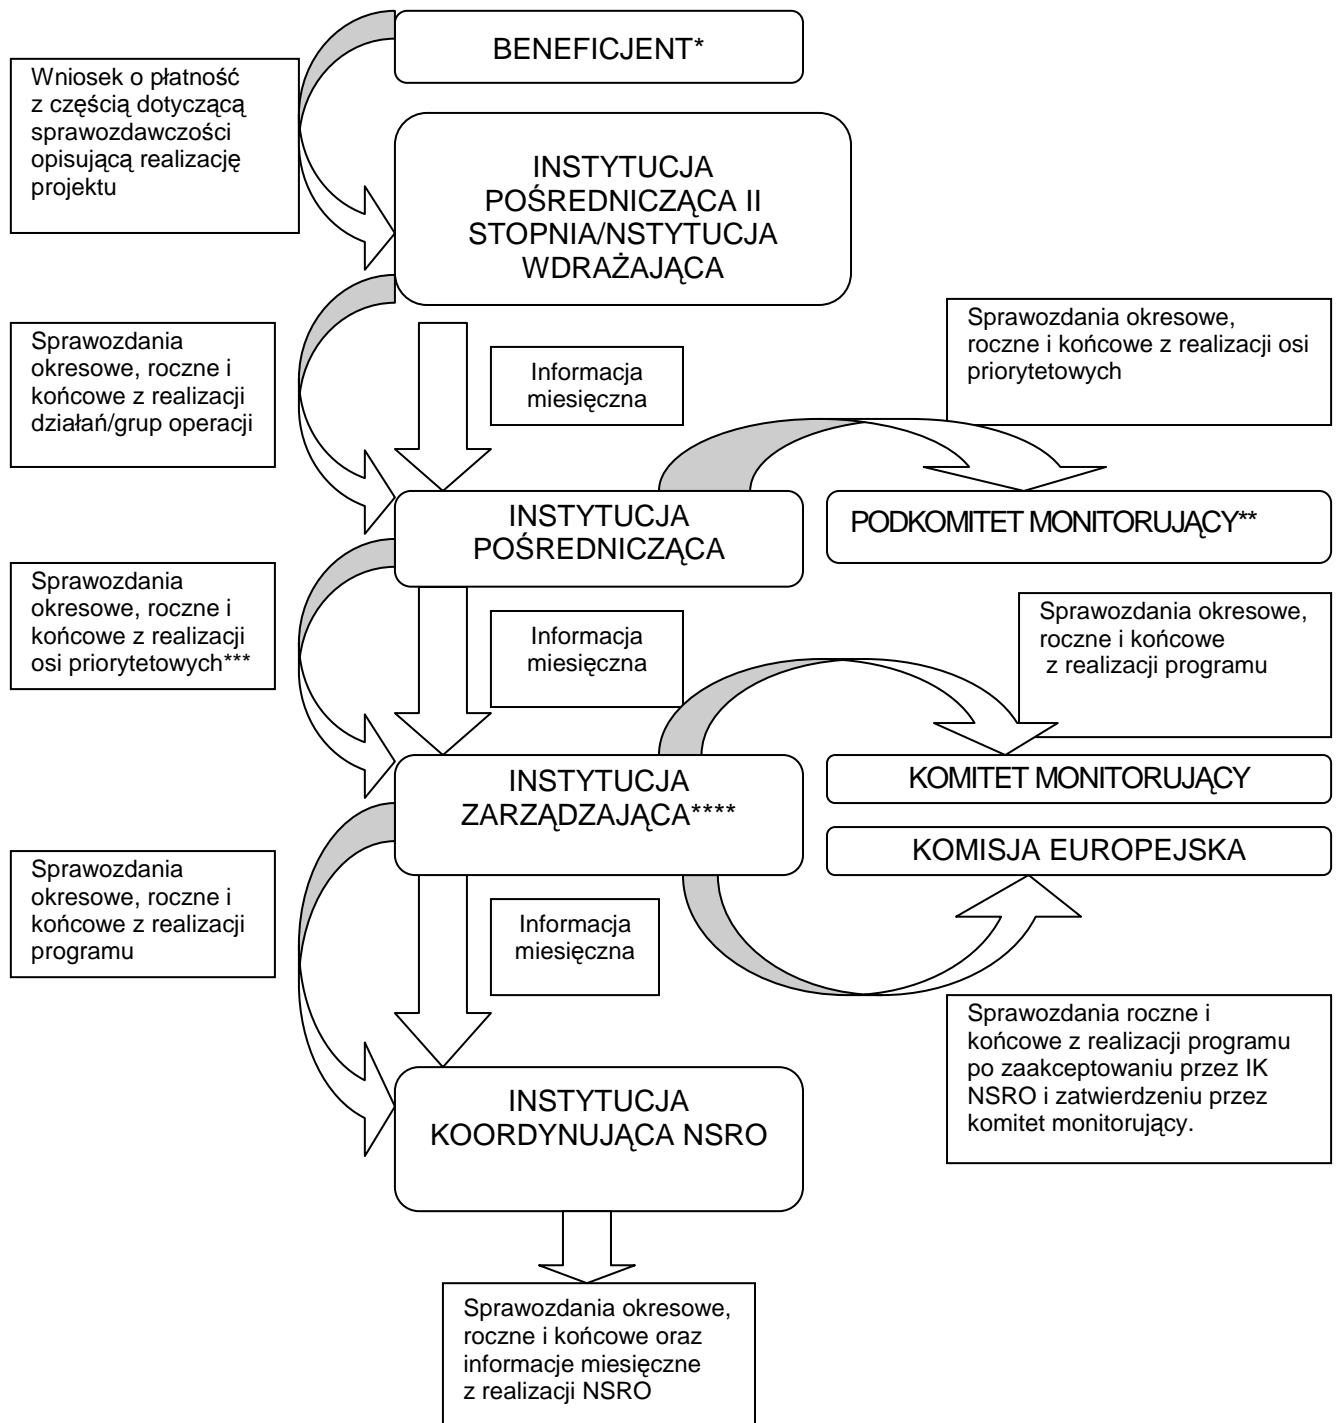 BENEFICJENT*
Wniosek o płatność
z częścią dotyczącą
sprawozdawczości
opisującą realizację
projektu
INSTYTUCJA
POŚREDNICZĄCA II
STOPNIA/NSTYTUCJA
WDRAŻAJĄCA
Sprawozdania
okresowe, roczne i
końcowe z realizacji
działań/grup operacji
Informacja
miesięczna
Sprawozdania okresowe,
roczne i końcowe z realizacji osi
priorytetowych
INSTYTUCJA
POŚREDNICZĄCA
PODKOMITET MONITORUJĄCY**
Sprawozdania
okresowe, roczne i
końcowe z realizacji
osi priorytetowych***
Informacja
miesięczna
Sprawozdania okresowe,
roczne i końcowe
z realizacji programu
INSTYTUCJA
ZARZĄDZAJĄCA****
KOMITET MONITORUJĄCY
KOMISJA EUROPEJSKA
Sprawozdania
okresowe, roczne i
końcowe z realizacji
programu
Informacja
miesięczna
Sprawozdania roczne i
końcowe z realizacji programu
po zaakceptowaniu przez IK
NSRO i zatwierdzeniu przez
komitet monitorujący.
INSTYTUCJA
KOORDYNUJĄCA NSRO
Sprawozdania okresowe,
roczne i końcowe oraz
informacje miesięczne
z realizacji NSRO